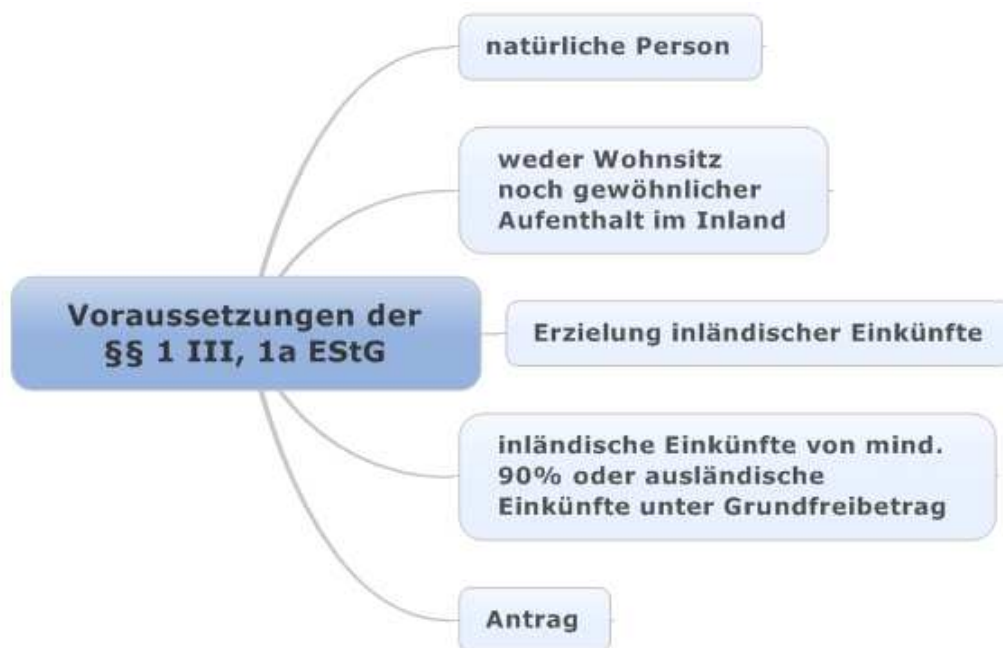 natürliche Person
weder Wohnsitz
noch gewöhnlicher
Aufenthalt im Inland
Voraussetzungen der
§§ 1 III, 1a EStG
Erzielung inländischer Einkünfte
inländische Einkünfte von mind.
90% oder ausländische
Einkünfte unter Grundfreibetrag
Antrag